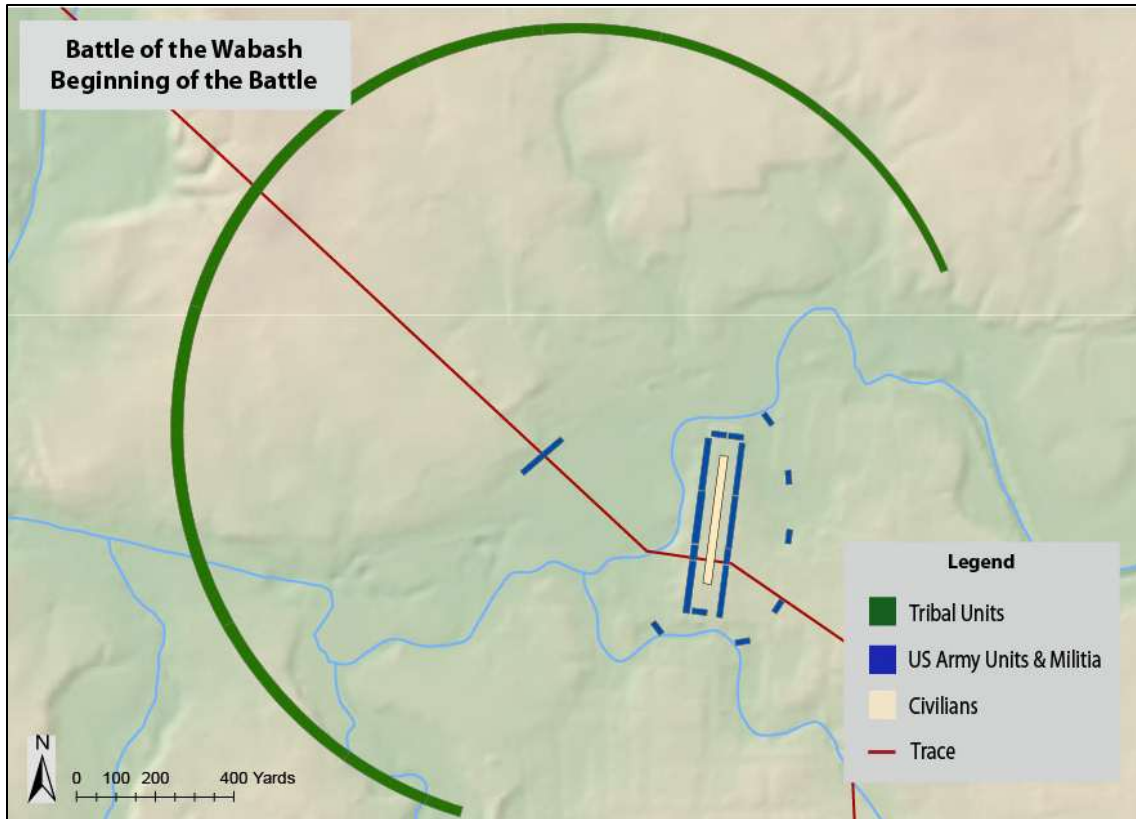 Battle of the Wabash
Beginning of the Battle
Legend
Tribal Units
US Army Units & Militia
Civilians
Trace
N
0 100 200 400 Yards